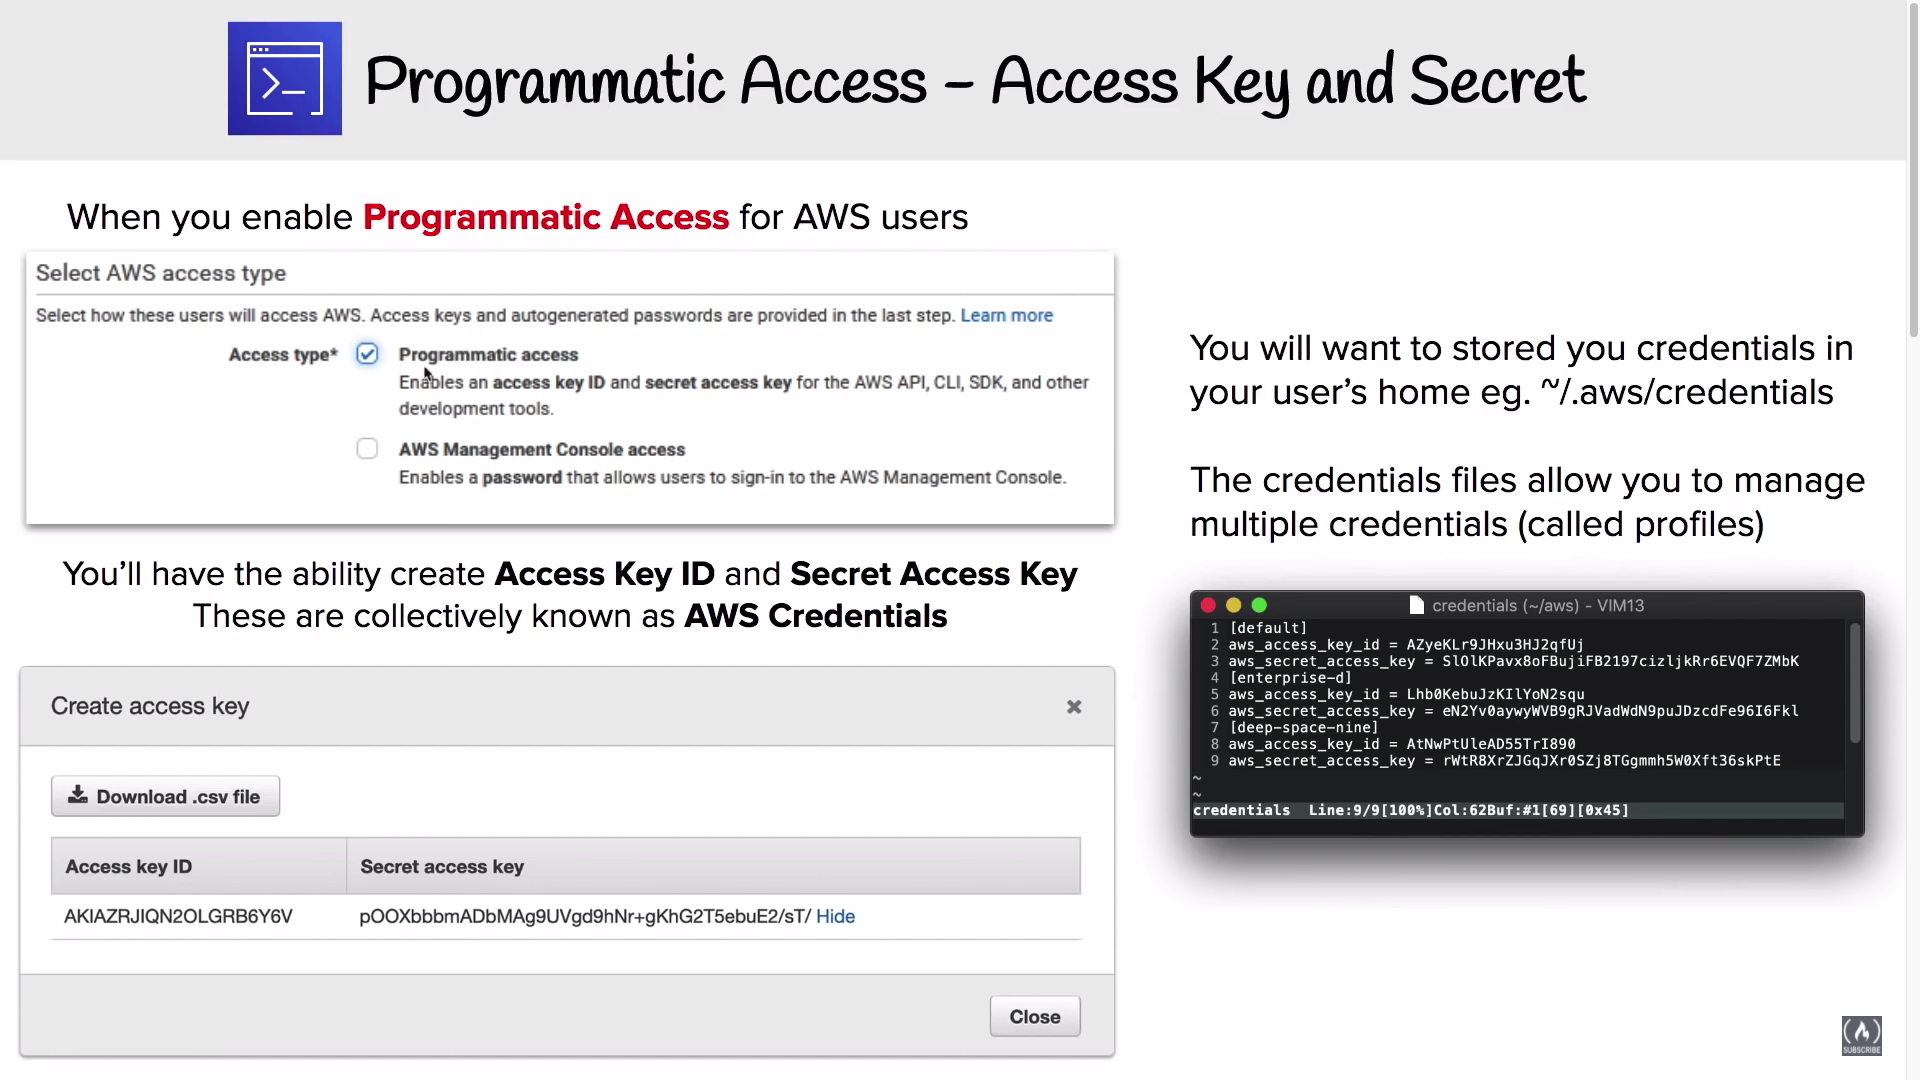 Programmatic Access – Access Key and Secret
When you enable Programmatic Access for AWS users
Select AWS access type
Select how these users will access AWS. Access keys and autogenerated passwords are provided in the last step. Learn more
Access type* Programmatic access
Enables an access key ID and secret access key for the AWS API, CLI, SDK, and other
development tools.
AWS Management Console access
Enables a password that allows users to sign-in to the AWS Management Console.
You'll have the ability create Access Key ID and Secret Access Key
These are collectively known as AWS Credentials
Create access key
Download .csv file
Access key ID Secret access key
AKIAZRJIQN2OLGRB6Y6V pOOXbbbmADbMAg9UVgd9hNr+gKhG2T5ebuE2/sT/ Hide
Close
You will want to stored you credentials in
your user's home eg. ~/.aws/credentials
The credentials files allow you to manage
multiple credentials (called profiles)
credentials (~/aws) - VIM13
1 [default]
2 aws_access_key_id = AZyeKLr9JHxu3HJ2qfUj
3 aws_secret_access_key = SlOlKPavx8oFBujiFB2197cizljkRr6EVQF7ZMbK
4 [enterprise-d]
5 aws_access_key_id = Lhb0KebuJzKIlYoN2squ
6 aws_secret_access_key = eN2Yv0aywyWVB9gRJVadWdN9puJDzcdFe96I6Fkl
7 [deep-space-nine]
8 aws_access_key_id = AtNwPtUleAD55TrI890
9 aws_secret_access_key = rWtR8XrZJGqJXr0SZj8TGgmmh5W0Xft36skPtE
~
~
credentials Line:9/9[100%]Col:62Buf:#1[69][0x45]
SUBSCRIBE